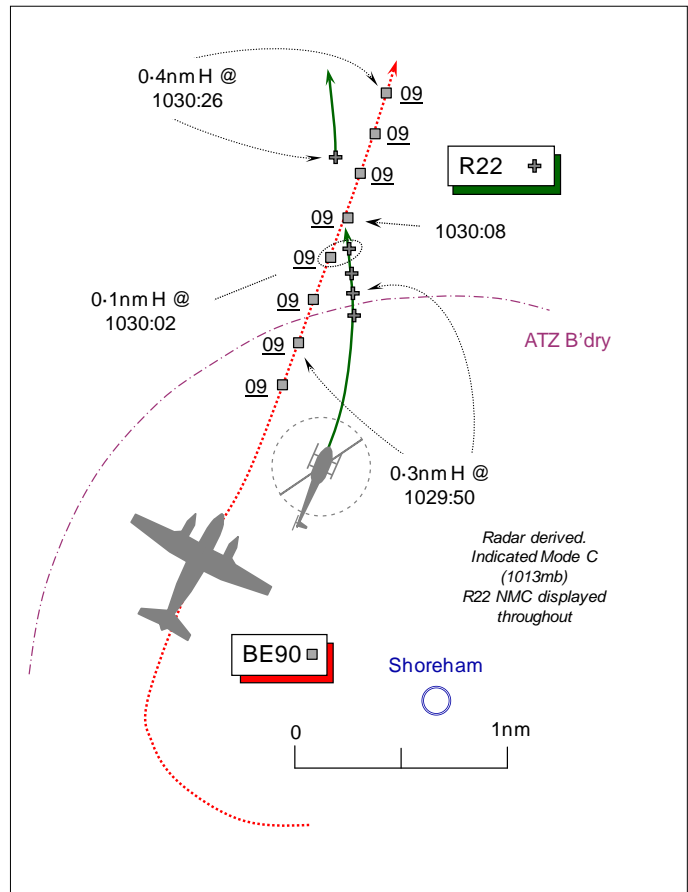 0·4nm H @
1030:26
09
09
09
R22
09
1030:08
09
0·1nm H @
1030:02
09
ATZ B'dry
09
09
0·3nm H @
1029:50
Radar derived.
Indicated Mode C
(1013mb)
R22 NMC displayed
throughout
BE90
Shoreham
0
1nm